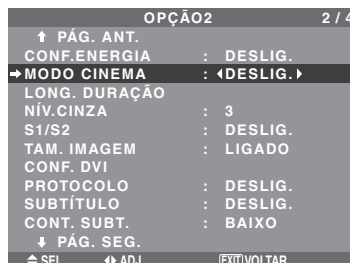 OPÇÃO2 2 / 4
↑ PÁG. ANT.
CONF.ENERGIA : DESLIG.
→MODO CINEMA : ◂DESLIG.▸
LONG. DURAÇÃO
NÍV.CINZA : 3
S1/S2 : DESLIG.
TAM. IMAGEM : LIGADO
CONF. DVI
PROTOCOLO : DESLIG.
SUBTÍTULO : DESLIG.
CONT. SUBT. : BAIXO
↓ PÁG. SEG.
SEL. ADJ. EXIT VOLTAR